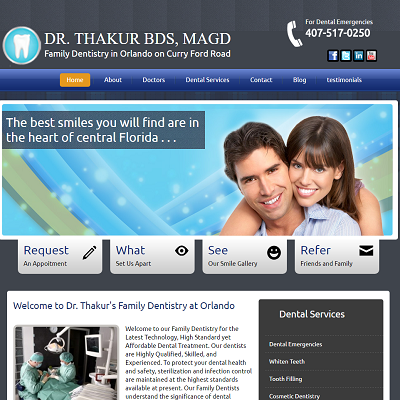 DR. THAKUR BDS, MAGD
Family Dentistry in Orlando on Curry Ford Road
For Dental Emergencies
407-517-0250
Home About Doctors Dental Services Contact Blog testimonials
The best smiles you will find are in
the heart of central Florida . . .
Request
An Appoitment
What
Set Us Apart
See
Our Smile Gallery
Refer
Friends and Family
Welcome to Dr. Thakur's Family Dentistry at Orlando
Welcome to our Family Dentistry for the
Latest Technology, High Standard yet
Affordable Dental Treatment. Our dentists
are Highly Qualified, Skilled, and
Experienced. To protect your dental health
and safety, sterilization and infection control
are maintained at the highest standards
available at present. Our Family Dentists
understand the significance of dental
Dental Services
Dental Emergencies
Whiten Teeth
Tooth Filling
Cosmetic Dentistry